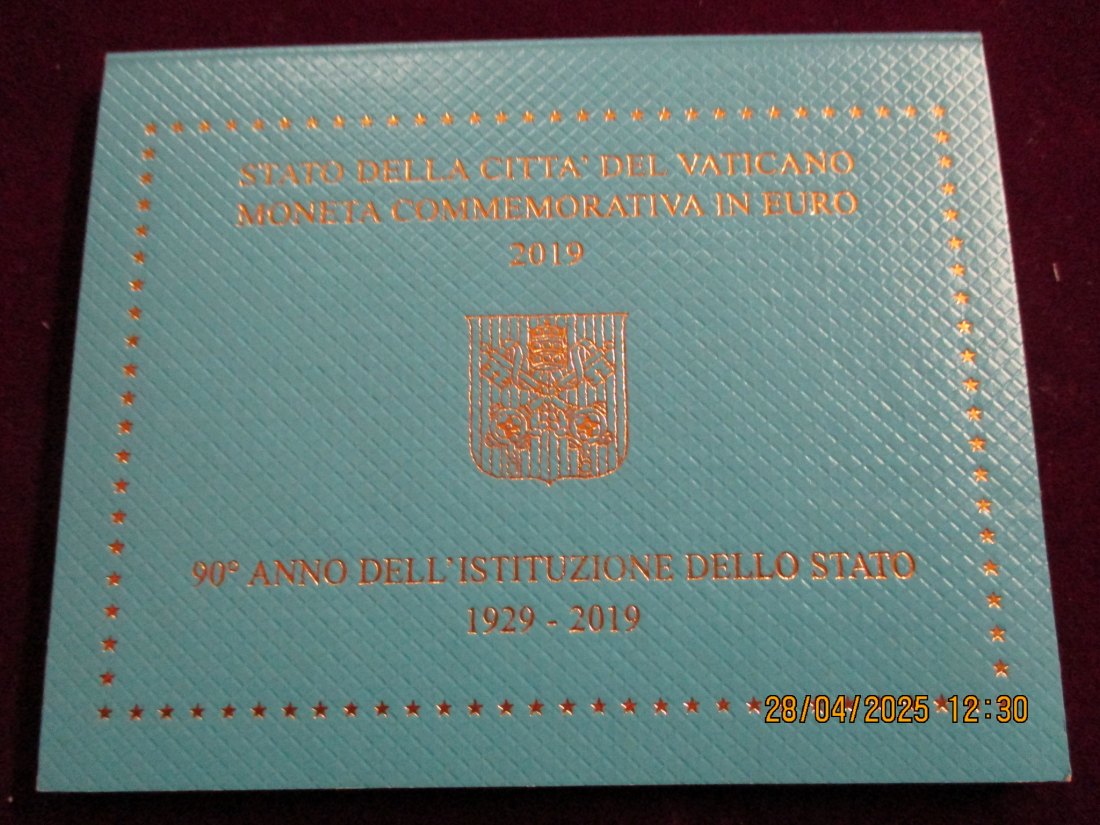 STATO DELLA CITTA' DEL VATICANO
MONETA COMMEMORATIVA IN EURO
2019
90° ANNO DELL'ISTITUZIONE DELLO STATO
1929 - 2019
28/04/2025 12:30